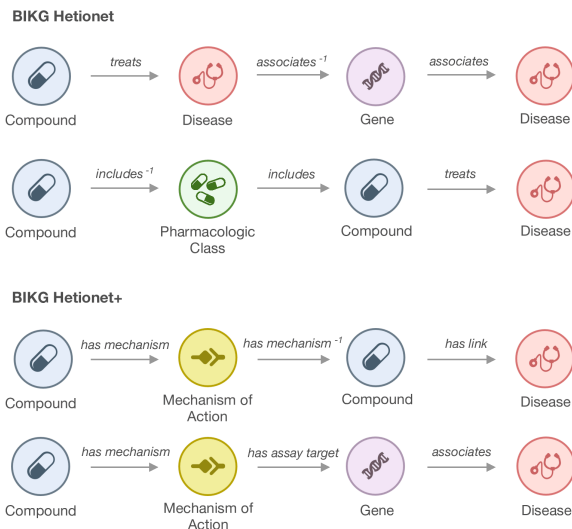 BIKG Hetionet
treats associates -1 associates
Compound Disease Gene Disease
includes -1 includes treats
Compound Pharmacologic Compound Disease
Class
BIKG Hetionet+
has mechanism has mechanism -1 has link
Compound Mechanism of Compound Disease
Action
has mechanism has assay target associates
Compound Mechanism of Gene Disease
Action